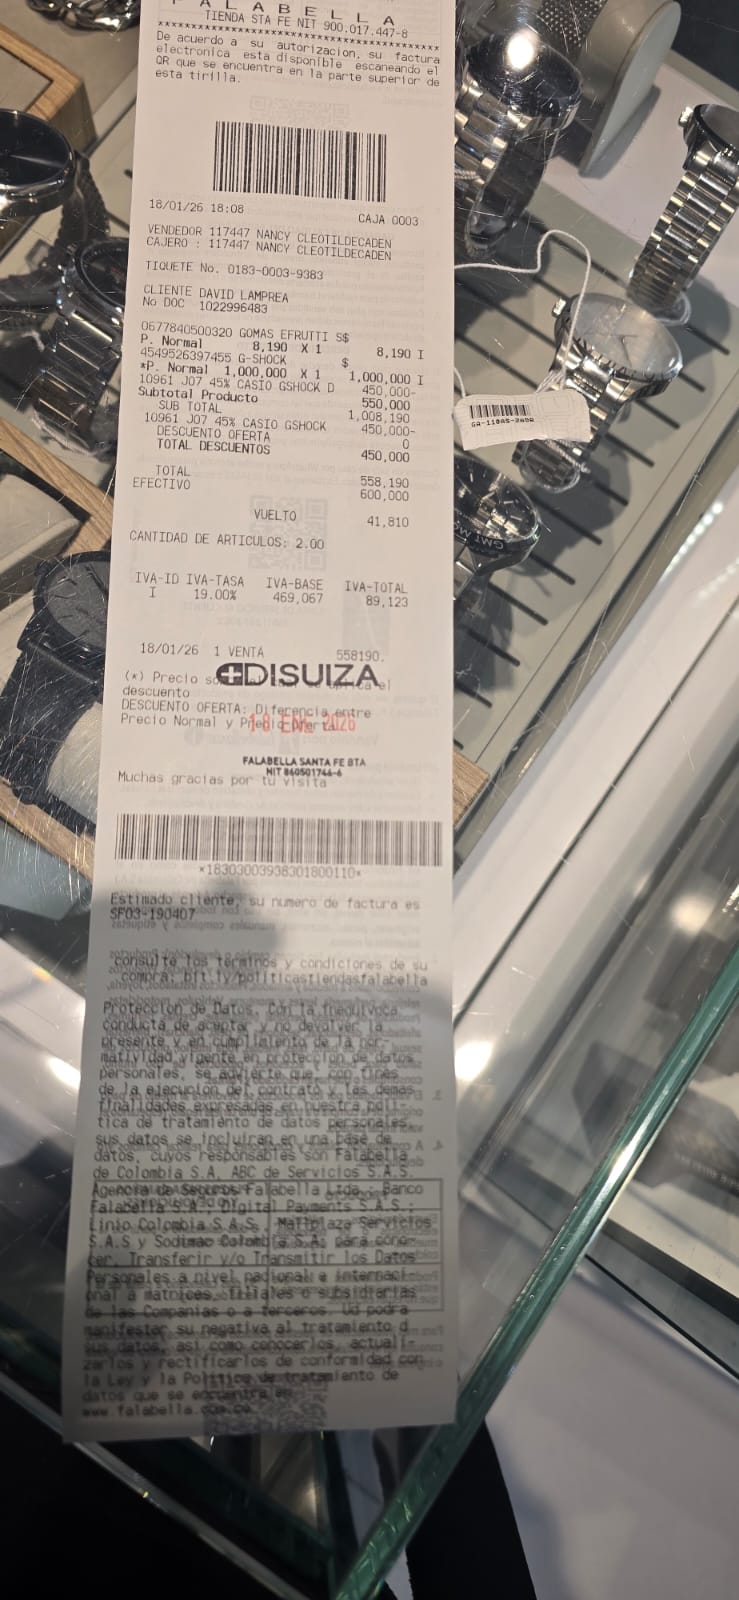 F A L A B E L L A
TIENDA STA FE NIT 900.017.447-8
****************************************
De acuerdo a su autorizacion, su factura
electronica esta disponible escaneando el
QR que se encuentra en la parte superior de
esta tirilla.
18/01/26 18:08 CAJA 0003
VENDEDOR 117447 NANCY CLEOTILDECADEN
CAJERO : 117447 NANCY CLEOTILDECADEN
TIQUETE No. 0183-0003-9383
CLIENTE DAVID LAMPREA
No DOC 1022996483
0677840500320 GOMAS EFRUTTI S$
P. Normal 8,190 X 1 8,190 I
4549526397455 G-SHOCK $
*P. Normal 1,000,000 X 1 1,000,000 I
10961 J07 45% CASIO GSHOCK D 450,000-
Subtotal Producto 550,000
SUB TOTAL 1,008,190
10961 J07 45% CASIO GSHOCK 450,000-
DESCUENTO OFERTA 0
TOTAL DESCUENTOS 450,000
TOTAL 558,190
EFECTIVO 600,000
VUELTO 41,810
CANTIDAD DE ARTICULOS: 2.00
IVA-ID IVA-TASA IVA-BASE IVA-TOTAL
I 19.00% 469,067 89,123
18/01/26 1 VENTA 558190.
DISUIZA
(*) Precio el
descuento
DESCUENTO OFERTA: Diferencia entre
Precio Normal y Precio Oferta
18 ENE 2026
FALABELLA SANTA FE BTA
NIT 860501744-6
Muchas gracias por tu visita
*18303003938301800110*
Estimado cliente, su numero de factura es
SF03-190407
consulte los terminos y condiciones de su
compra: bit.ly/politicastiendasfalabella
Proteccion de Datos. Con la inequivoca
conducta de aceptar y no devolver la
presente y en cumplimiento de la nor-
matividad vigente en proteccion de datos
personales, se advierte que, con fines
de la ejecucion del contrato y las demas
finalidades expresadas en nuestra poli-
tica de tratamiento de datos personales,
sus datos se incluiran en una base de
datos, cuyos responsables son Falabella
de Colombia S.A, ABC de Servicios S.A.S.
Agencia de Seguros Falabella Ltda., Banco
Falabella S.A., Digital Payments S.A.S.,
Linio Colombia S.A.S., Mallplaza Servicios
S.A.S y Sodimac Colombia S.A. para cono-
cer, Transferir y/o Transmitir los Datos
Personales a nivel nacional e internaci-
onal a matrices, filiales o subsidiarias
de las Companias o a terceros. Ud podra
manifestar su negativa al tratamiento d
sus datos, asi como conocerlos, actuali-
zarlos y rectificarlos de conformidad con
la Ley y la Politica de tratamiento de
datos que se encuentra en
www.falabella.com.co
GA-110AS-2ADR